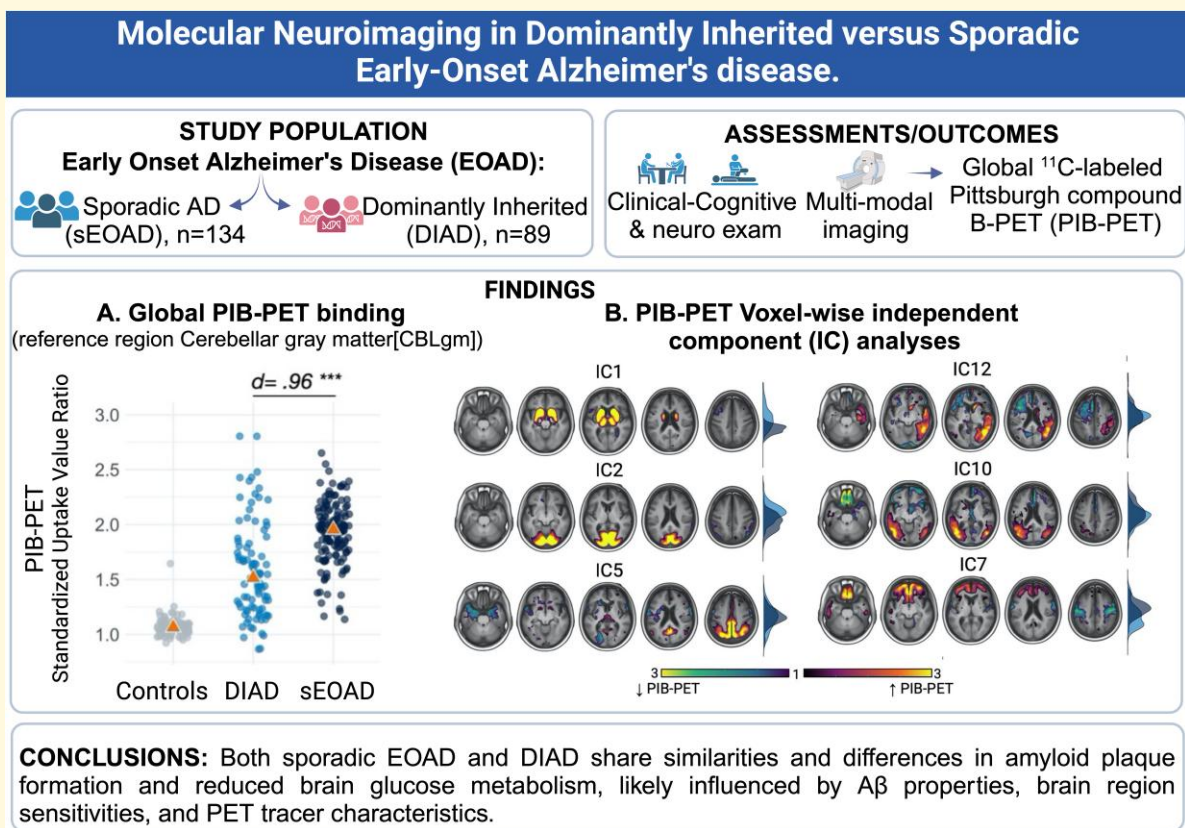 Molecular Neuroimaging in Dominantly Inherited versus Sporadic
Early-Onset Alzheimer's disease.
STUDY POPULATION
Early Onset Alzheimer's Disease (EOAD):
Sporadic AD
(sEOAD), n=134
Dominantly Inherited
(DIAD), n=89
ASSESSMENTS/OUTCOMES
Clinical-Cognitive
& neuro exam
Multi-modal
imaging
Global ¹¹C-labeled
Pittsburgh compound
B-PET (PIB-PET)
FINDINGS
A. Global PIB-PET binding
(reference region Cerebellar gray matter[CBLgm])
d= .96 ***
PIB-PET
Standardized Uptake Value Ratio
3.0
2.5
2.0
1.5
1.0
Controls DIAD sEOAD
B. PIB-PET Voxel-wise independent
component (IC) analyses
IC1
IC12
IC2
IC10
IC5
IC7
3 1 3
↓ PIB-PET ↑ PIB-PET
CONCLUSIONS: Both sporadic EOAD and DIAD share similarities and differences in amyloid plaque
formation and reduced brain glucose metabolism, likely influenced by Aβ properties, brain region
sensitivities, and PET tracer characteristics.